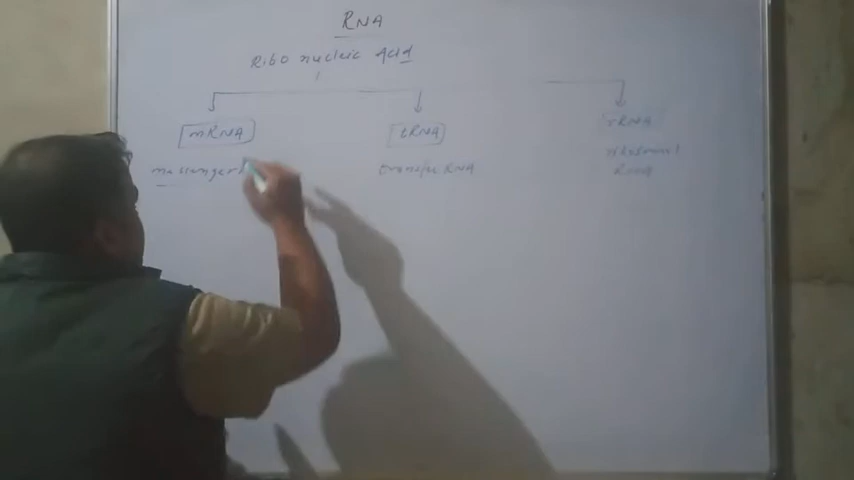 RNA
Ribo nucleic Acid
mRNA tRNA rRNA
messenger transfer RNA ribosomal
RNA